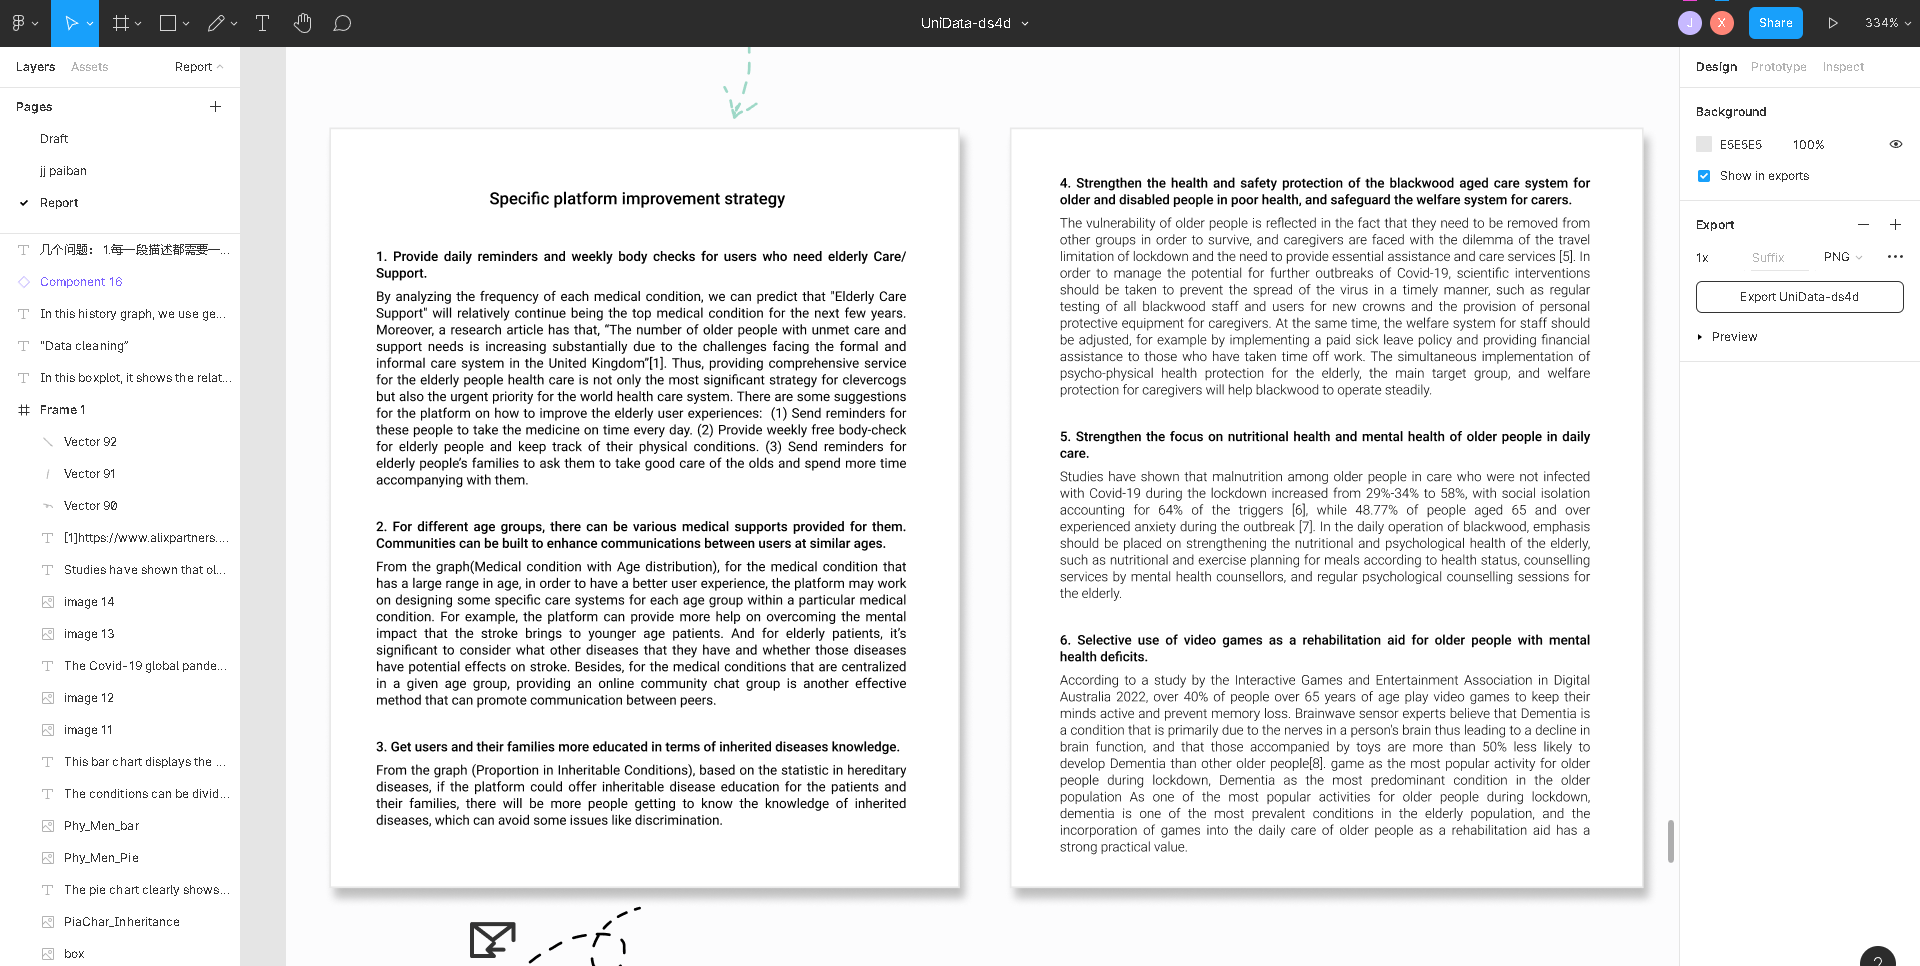 UniData-ds4d
J
X
Share
334%
Layers
Assets
Report
Pages
Draft
jj paiban
Report
几个问题： 1.每一段描述都需要一...
Component 16
In this history graph, we use ge...
"Data cleaning"
In this boxplot, it shows the relat...
Frame 1
Vector 92
Vector 91
Vector 90
[1]https://www.alixpartners....
Studies have shown that ol...
image 14
image 13
The Covid-19 global pande...
image 12
image 11
This bar chart displays the ...
The conditions can be divid...
Phy_Men_bar
Phy_Men_Pie
The pie chart clearly shows...
PiaChar_Inheritance
box
Specific platform improvement strategy
1. Provide daily reminders and weekly body checks for users who need elderly Care/
Support.
By analyzing the frequency of each medical condition, we can predict that "Elderly Care
Support" will relatively continue being the top medical condition for the next few years.
Moreover, a research article has that, “The number of older people with unmet care and
support needs is increasing substantially due to the challenges facing the formal and
informal care system in the United Kingdom”[1]. Thus, providing comprehensive service
for the elderly people health care is not only the most significant strategy for clevercogs
but also the urgent priority for the world health care system. There are some suggestions
for the platform on how to improve the elderly user experiences: (1) Send reminders for
these people to take the medicine on time every day. (2) Provide weekly free body-check
for elderly people and keep track of their physical conditions. (3) Send reminders for
elderly people’s families to ask them to take good care of the olds and spend more time
accompanying with them.
2. For different age groups, there can be various medical supports provided for them.
Communities can be built to enhance communications between users at similar ages.
From the graph(Medical condition with Age distribution), for the medical condition that
has a large range in age, in order to have a better user experience, the platform may work
on designing some specific care systems for each age group within a particular medical
condition. For example, the platform can provide more help on overcoming the mental
impact that the stroke brings to younger age patients. And for elderly patients, it’s
significant to consider what other diseases that they have and whether those diseases
have potential effects on stroke. Besides, for the medical conditions that are centralized
in a given age group, providing an online community chat group is another effective
method that can promote communication between peers.
3. Get users and their families more educated in terms of inherited diseases knowledge.
From the graph (Proportion in Inheritable Conditions), based on the statistic in hereditary
diseases, if the platform could offer inheritable disease education for the patients and
their families, there will be more people getting to know the knowledge of inherited
diseases, which can avoid some issues like discrimination.
4. Strengthen the health and safety protection of the blackwood aged care system for
older and disabled people in poor health, and safeguard the welfare system for carers.
The vulnerability of older people is reflected in the fact that they need to be removed from
other groups in order to survive, and caregivers are faced with the dilemma of the travel
limitation of lockdown and the need to provide essential assistance and care services [5]. In
order to manage the potential for further outbreaks of Covid-19, scientific interventions
should be taken to prevent the spread of the virus in a timely manner, such as regular
testing of all blackwood staff and users for new crowns and the provision of personal
protective equipment for caregivers. At the same time, the welfare system for staff should
be adjusted, for example by implementing a paid sick leave policy and providing financial
assistance to those who have taken time off work. The simultaneous implementation of
psycho-physical health protection for the elderly, the main target group, and welfare
protection for caregivers will help blackwood to operate steadily.
5. Strengthen the focus on nutritional health and mental health of older people in daily
care.
Studies have shown that malnutrition among older people in care who were not infected
with Covid-19 during the lockdown increased from 29%-34% to 58%, with social isolation
accounting for 64% of the triggers [6], while 48.77% of people aged 65 and over
experienced anxiety during the outbreak [7]. In the daily operation of blackwood, emphasis
should be placed on strengthening the nutritional and psychological health of the elderly,
such as nutritional and exercise planning for meals according to health status, counselling
services by mental health counsellors, and regular psychological counselling sessions for
the elderly.
6. Selective use of video games as a rehabilitation aid for older people with mental
health deficits.
According to a study by the Interactive Games and Entertainment Association in Digital
Australia 2022, over 40% of people over 65 years of age play video games to keep their
minds active and prevent memory loss. Brainwave sensor experts believe that Dementia is
a condition that is primarily due to the nerves in a person's brain thus leading to a decline in
brain function, and that those accompanied by toys are more than 50% less likely to
develop Dementia than other older people[8]. game as the most popular activity for older
people during lockdown, Dementia as the most predominant condition in the older
population As one of the most popular activities for older people during lockdown,
dementia is one of the most prevalent conditions in the elderly population, and the
incorporation of games into the daily care of older people as a rehabilitation aid has a
strong practical value.
Design
Prototype
Inspect
Background
E5E5E5
100%
Show in exports
Export
1x
Suffix
PNG
Export UniData-ds4d
Preview
?